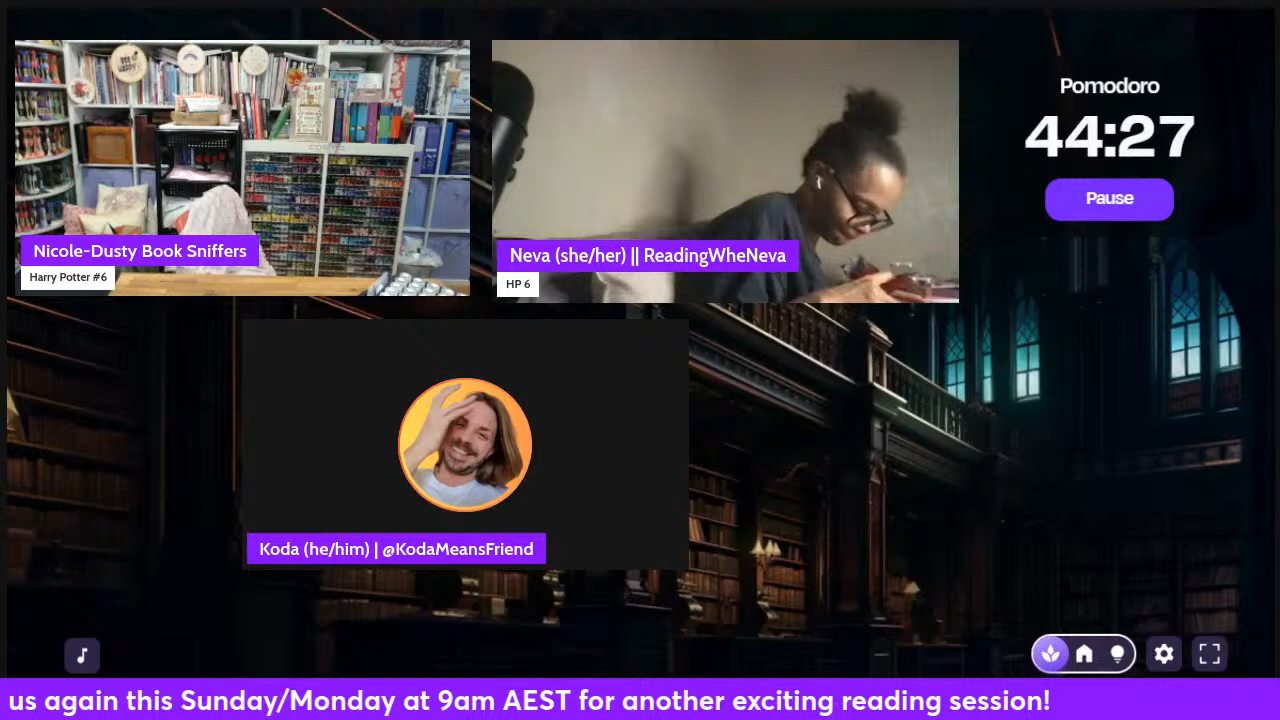 Nicole-Dusty Book Sniffers
Harry Potter #6
Neva (she/her) || ReadingWheNeva
HP 6
Koda (he/him) | @KodaMeansFriend
Pomodoro
44:27
Pause
us again this Sunday/Monday at 9am AEST for another exciting reading session!